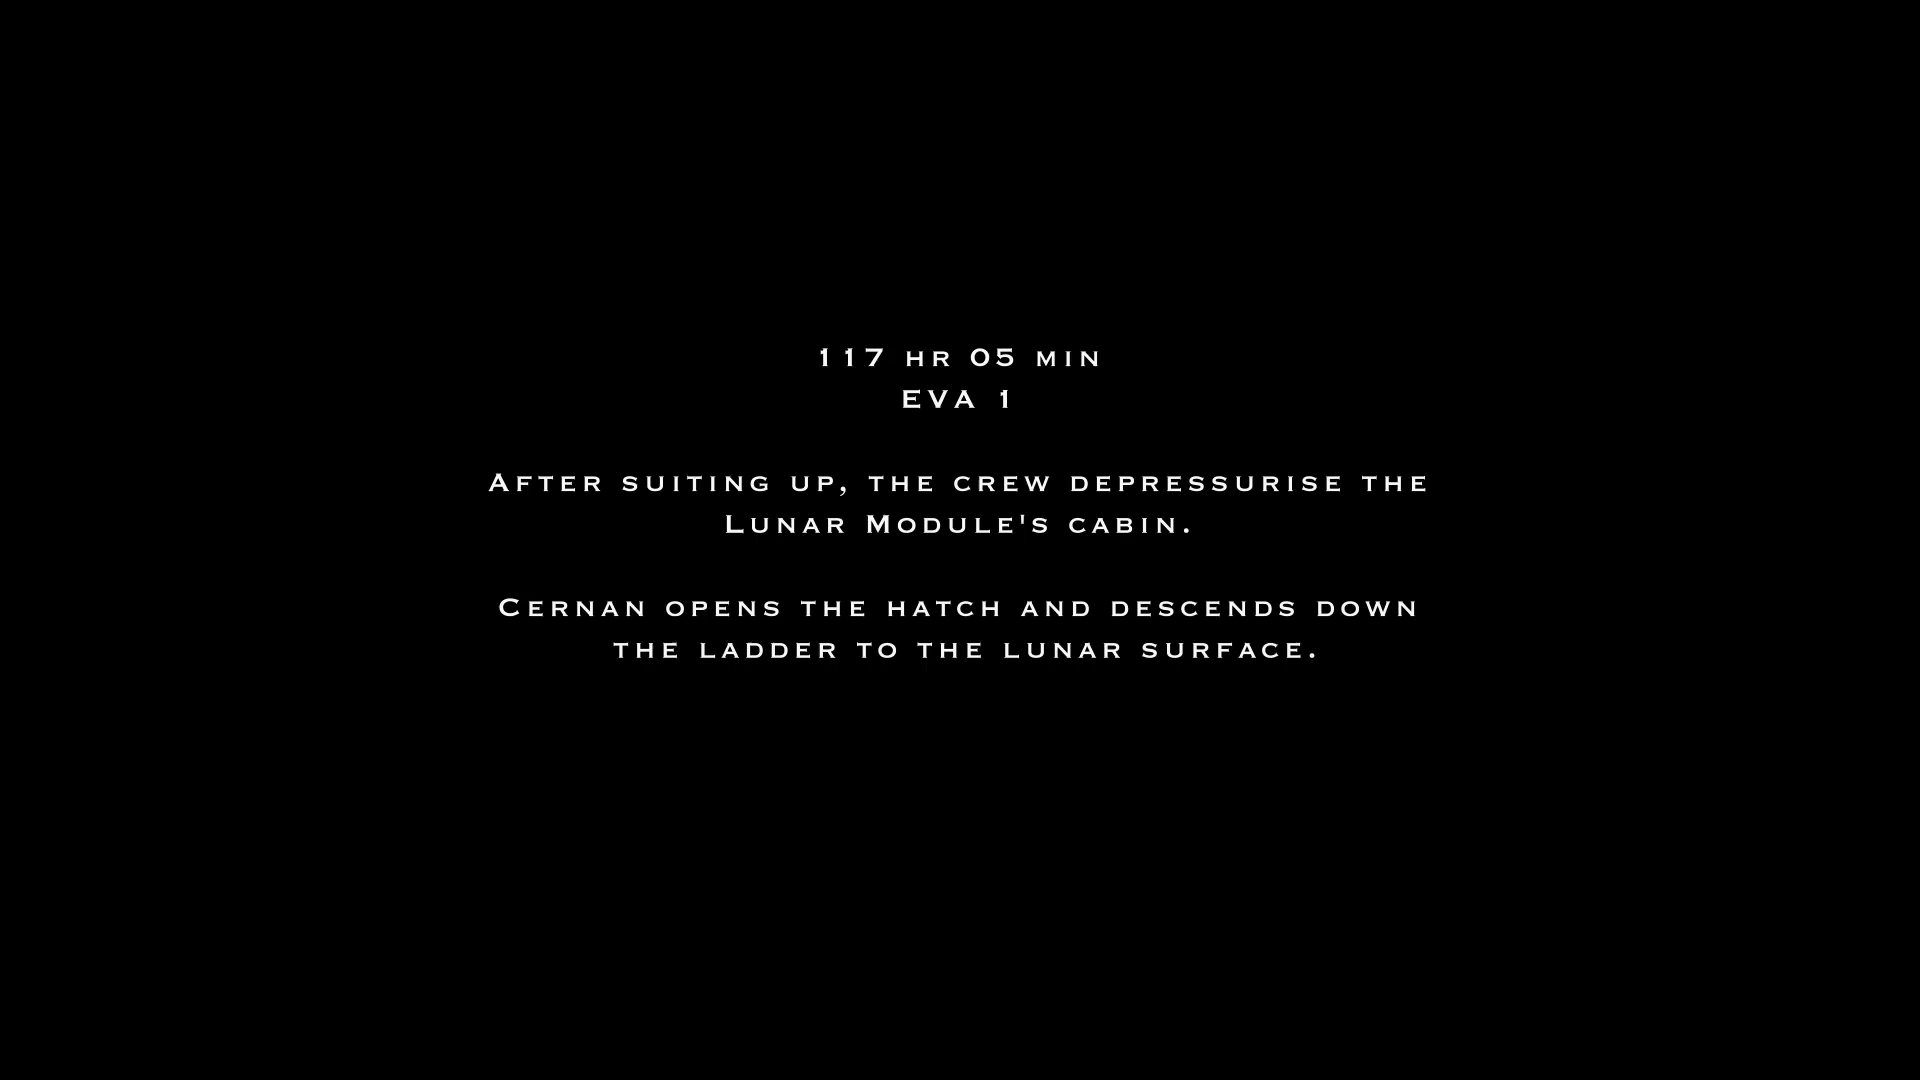 117 hr 05 min
EVA 1
After suiting up, the crew depressurise the
Lunar Module's cabin.
Cernan opens the hatch and descends down
the ladder to the lunar surface.